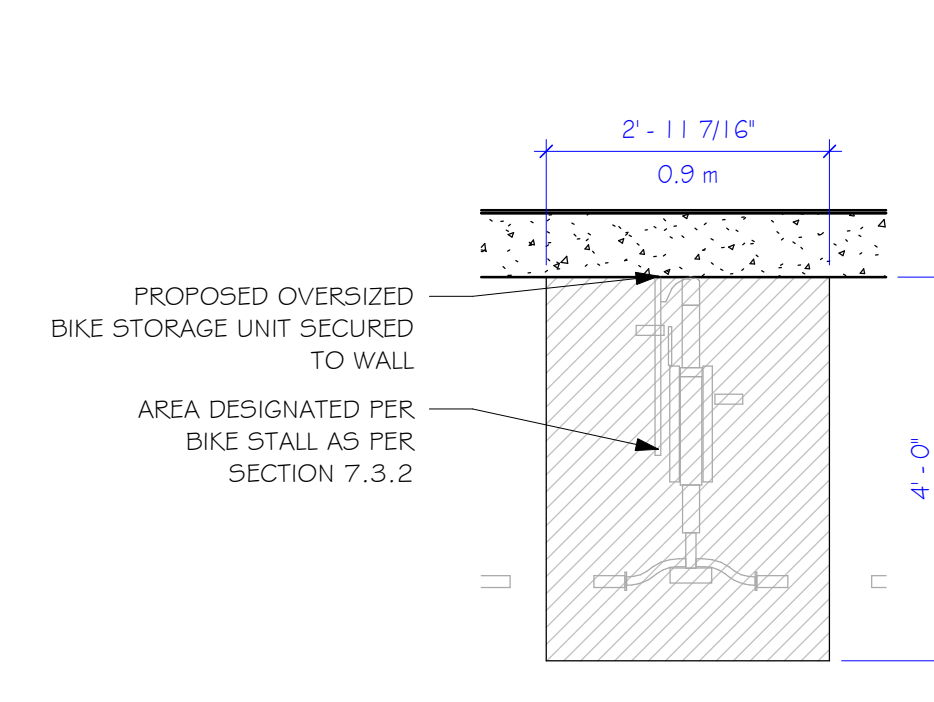 2' - 11 7/16"
0.9 m
PROPOSED OVERSIZED
BIKE STORAGE UNIT SECURED
TO WALL
AREA DESIGNATED PER
BIKE STALL AS PER
SECTION 7.3.2
4' - 0"